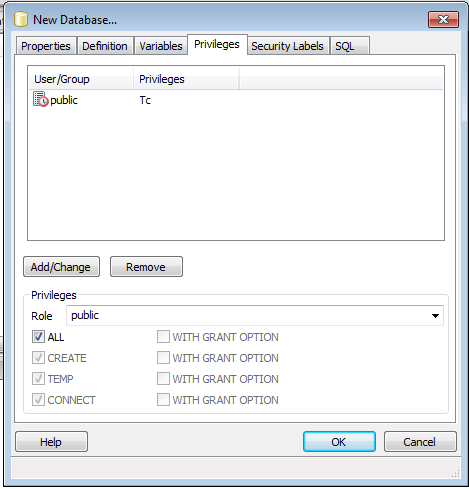 New Database...
Properties Definition Variables Privileges Security Labels SQL
User/Group Privileges
public Tc
Add/Change Remove
Privileges
Role public
ALL WITH GRANT OPTION
CREATE WITH GRANT OPTION
TEMP WITH GRANT OPTION
CONNECT WITH GRANT OPTION
Help OK Cancel